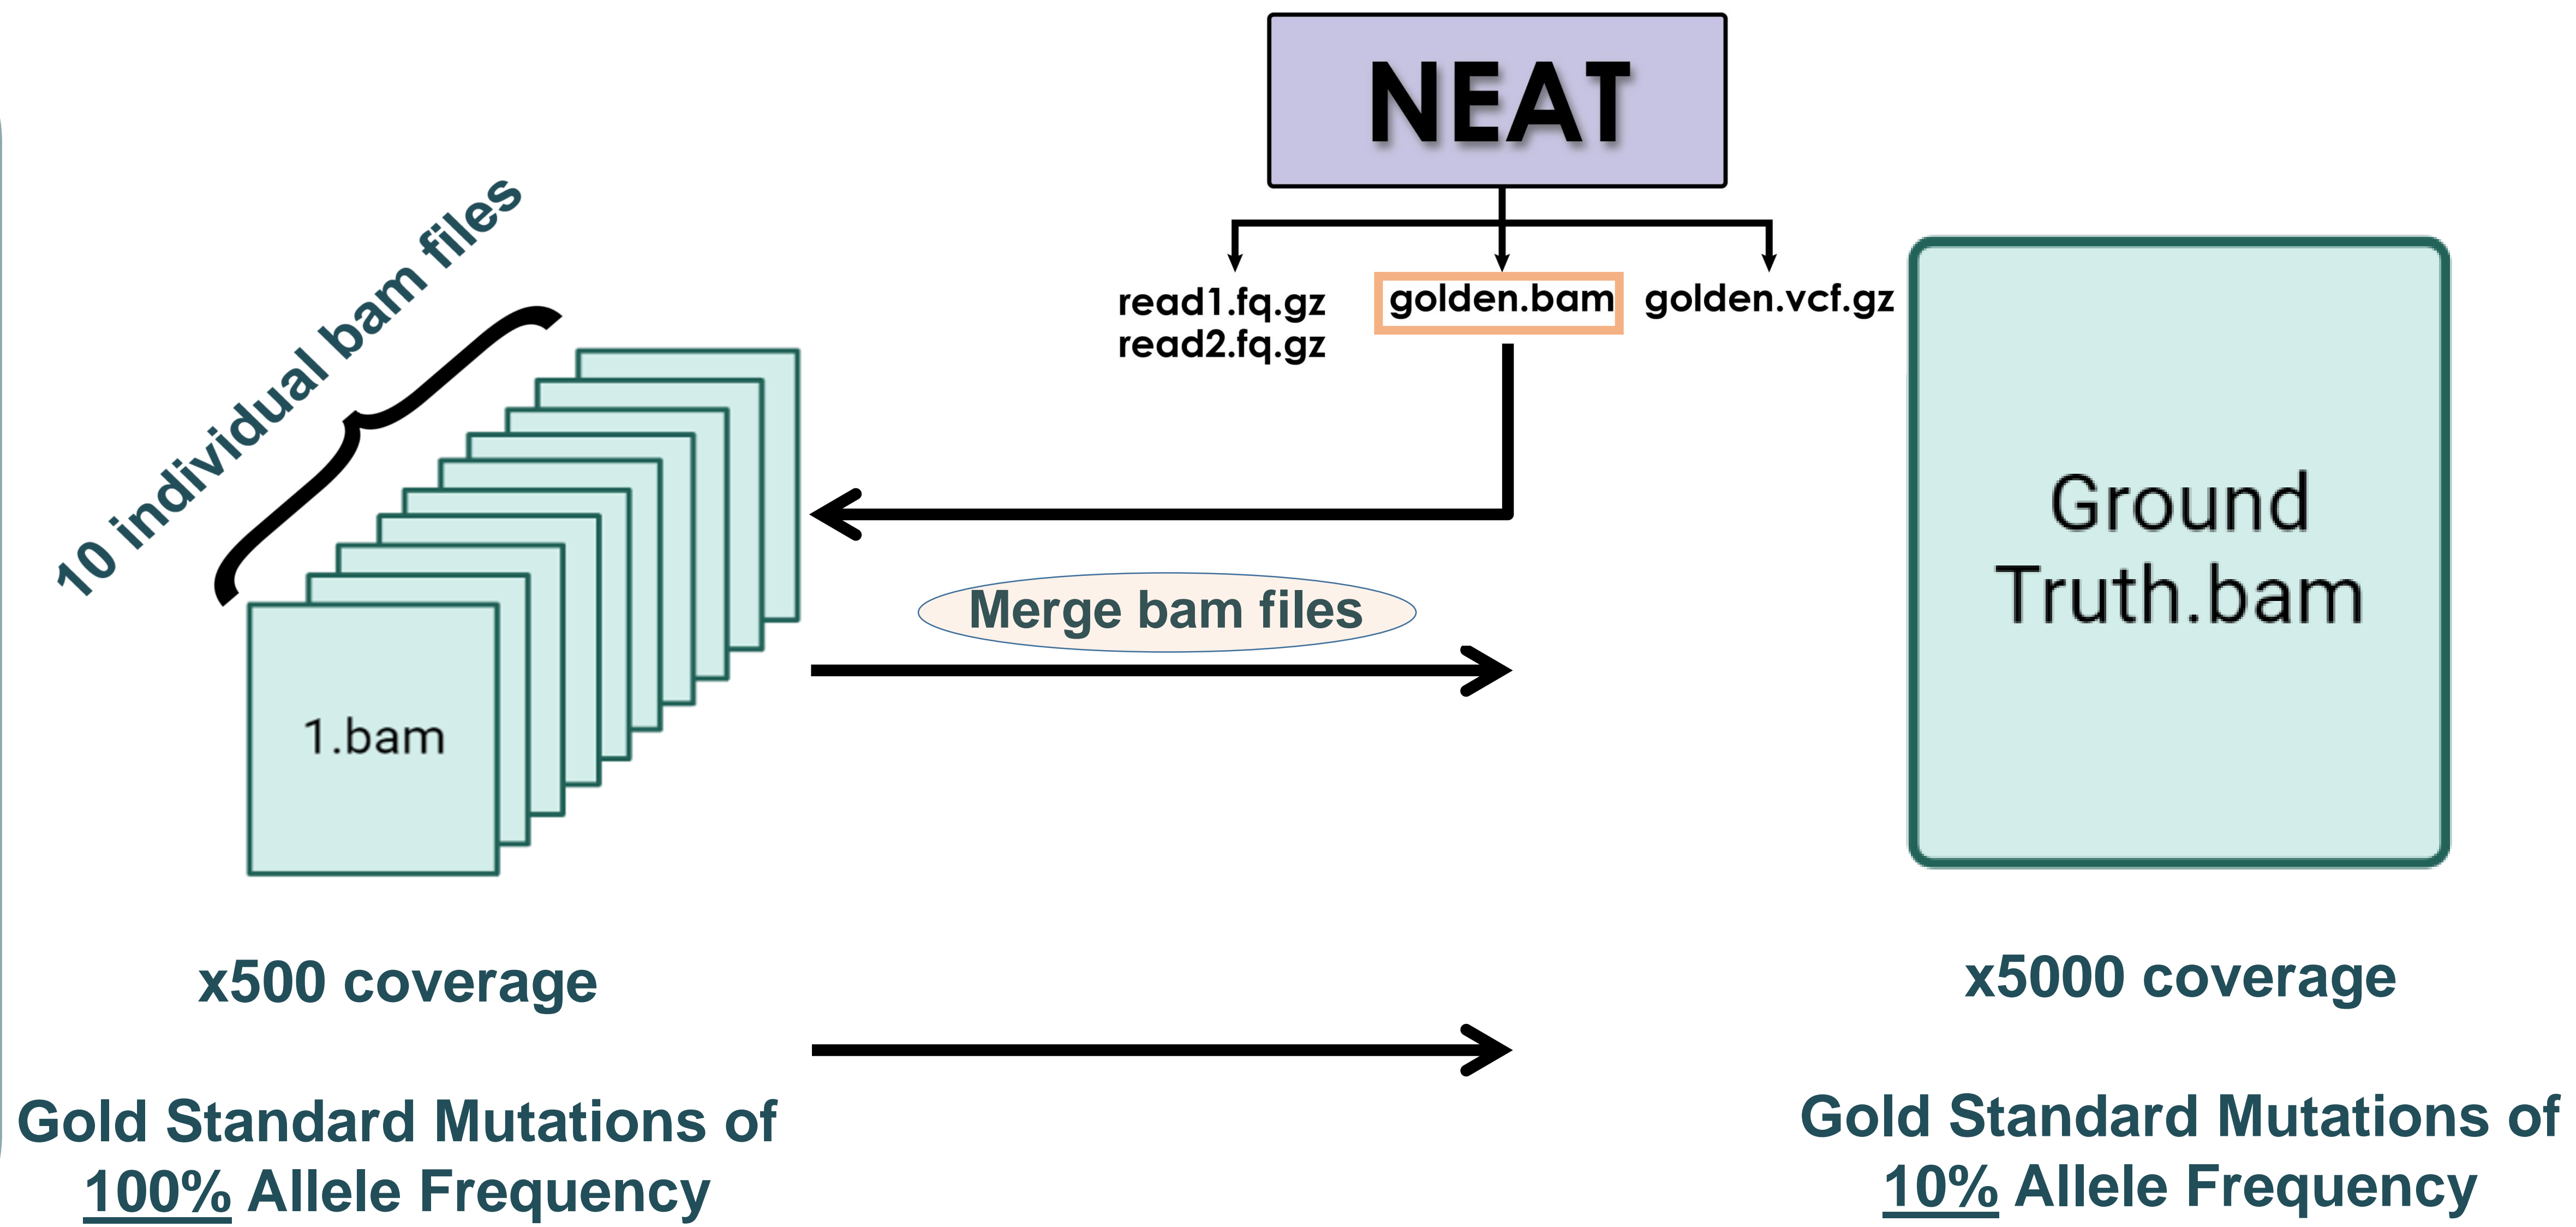 NEAT
read1.fq.gz
read2.fq.gz
golden.bam
golden.vcf.gz
10 individual bam files
1.bam
Merge bam files
Ground
Truth.bam
x500 coverage
x5000 coverage
Gold Standard Mutations of
100% Allele Frequency
Gold Standard Mutations of
10% Allele Frequency